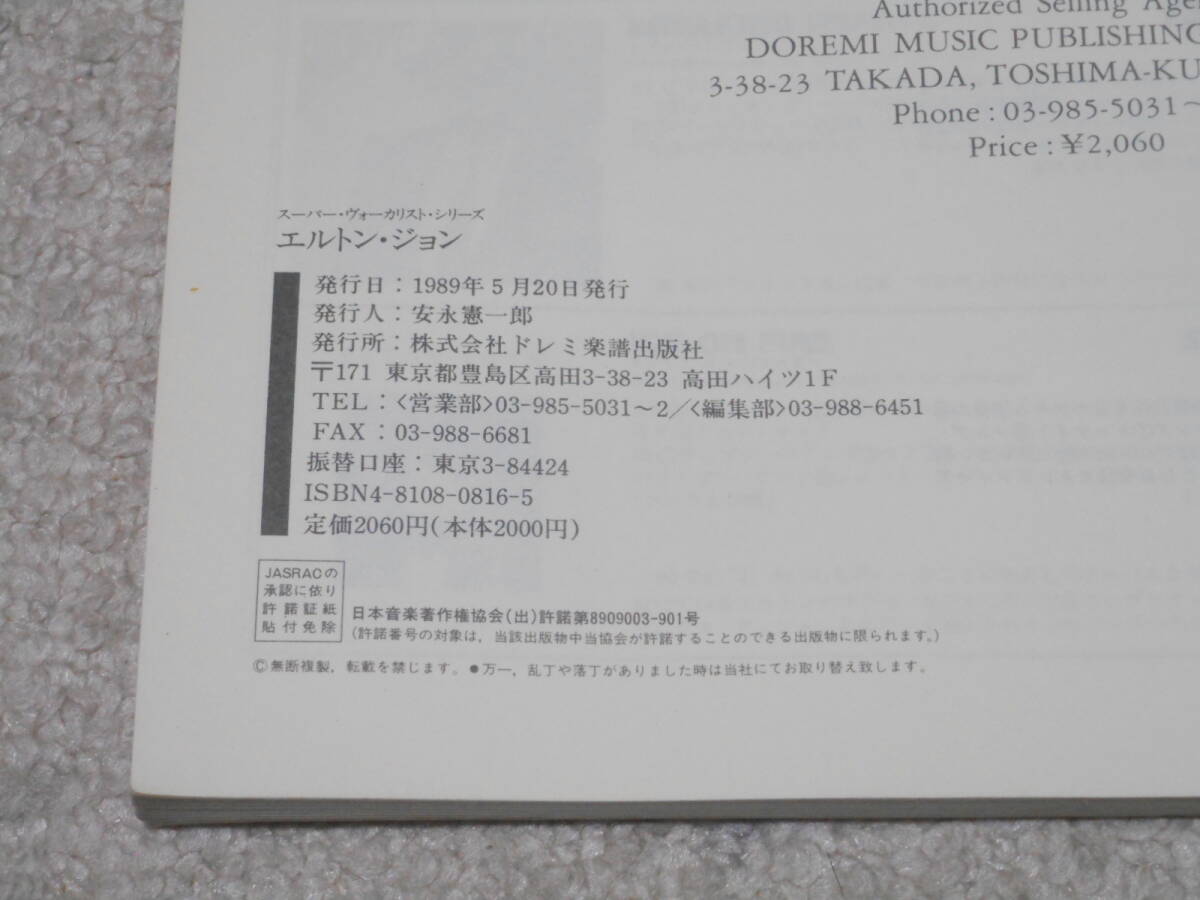 Authorized Selling
DOREMI MUSIC PUBLISHING
3-38-23 TAKADA, TOSHIMA-KU
Phone : 03-985-5031〜
Price : ¥2,060
スーパー・ヴォーカリスト・シリーズ
エルトン・ジョン
発行日：1989年5月20日発行
発行人：安永憲一郎
発行所：株式会社ドレミ楽譜出版社
〒171 東京都豊島区高田3-38-23 高田ハイツ1F
TEL：〈営業部〉03-985-5031〜2／〈編集部〉03-988-6451
FAX：03-988-6681
振替口座：東京3-84424
ISBN4-8108-0816-5
定価2060円(本体2000円)
JASRACの
承認に依り
許諾証紙
貼付免除
日本音楽著作権協会(出)許諾第8909003-901号
(許諾番号の対象は，当該出版物中当協会が許諾することのできる出版物に限られます。)
©無断複製，転載を禁じます。●万一，乱丁や落丁がありました時は当社にてお取り替え致します。